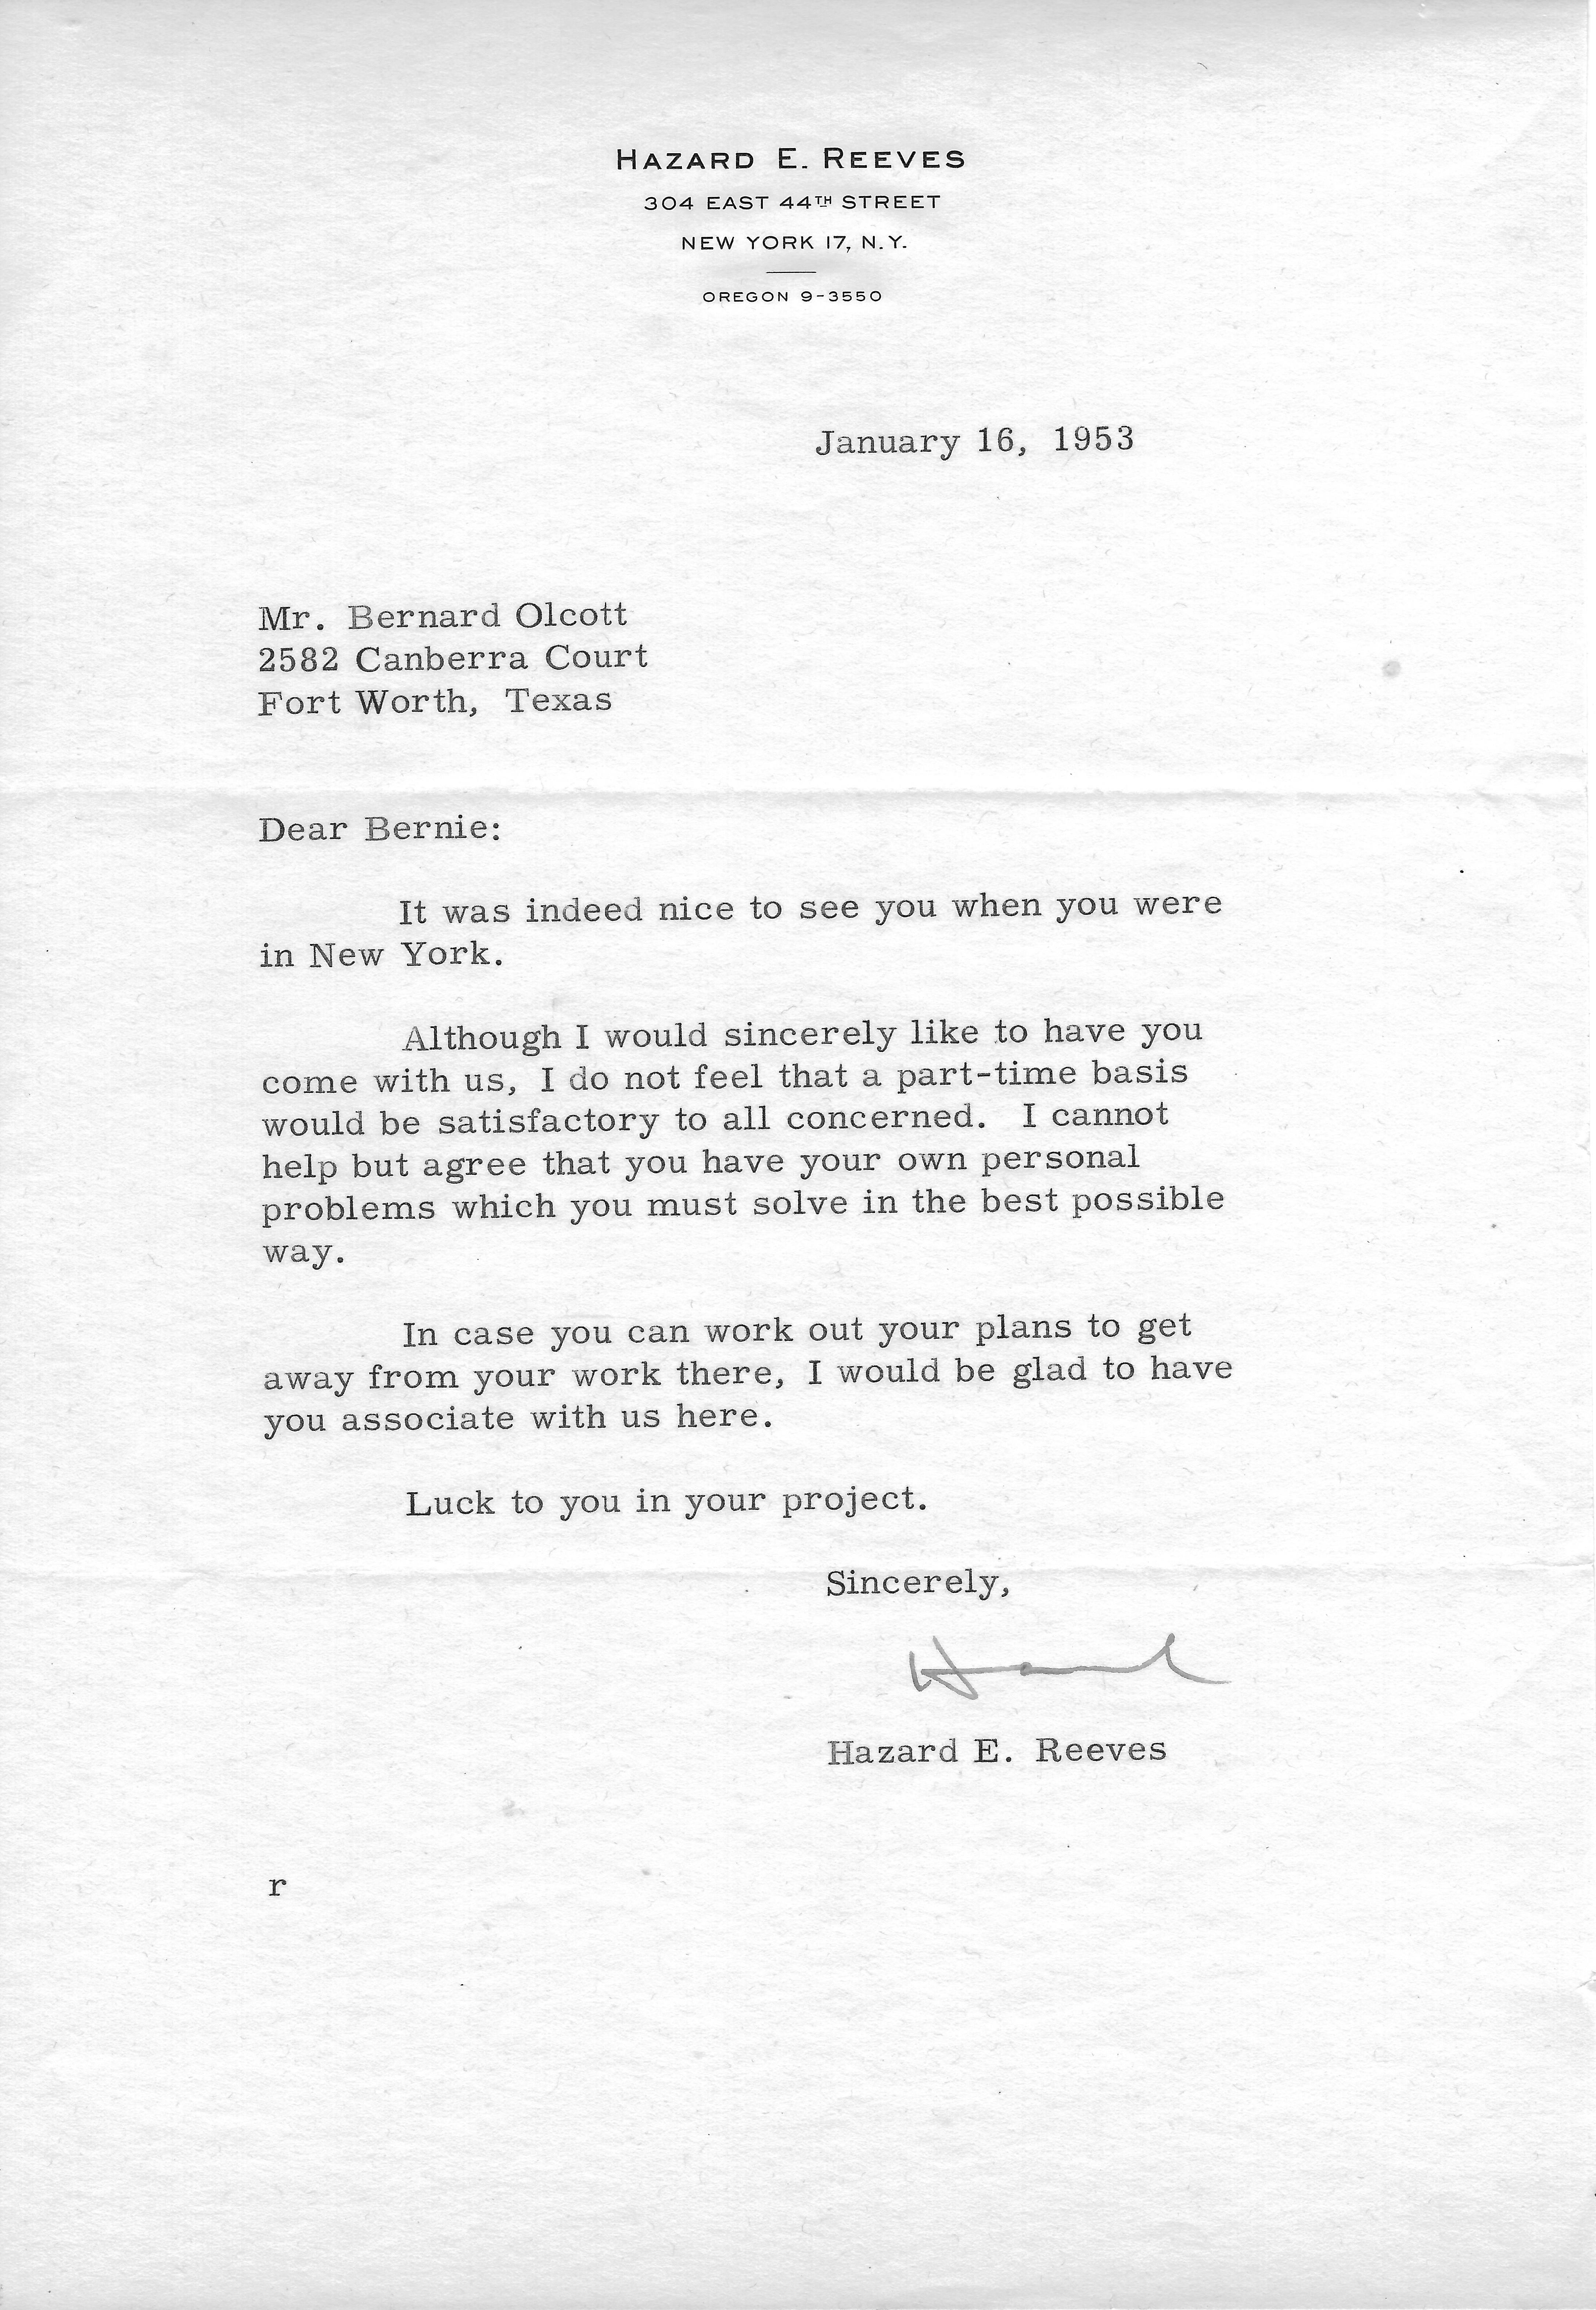 HAZARD E. REEVES
304 EAST 44TH STREET
NEW YORK 17, N.Y.
OREGON 9-3550
January 16, 1953
Mr. Bernard Olcott
2582 Canberra Court
Fort Worth, Texas
Dear Bernie:
It was indeed nice to see you when you were
in New York.
Although I would sincerely like to have you
come with us, I do not feel that a part-time basis
would be satisfactory to all concerned. I cannot
help but agree that you have your own personal
problems which you must solve in the best possible
way.
In case you can work out your plans to get
away from your work there, I would be glad to have
you associate with us here.
Luck to you in your project.
Sincerely,
Hazard E. Reeves
r